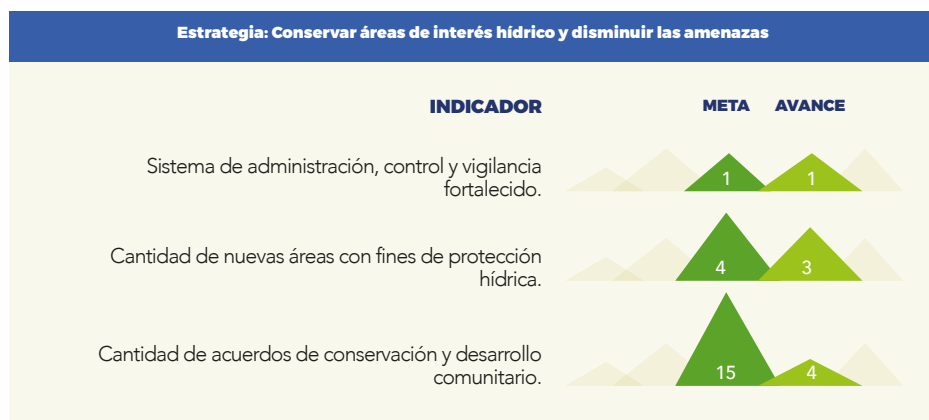 Estrategia: Conservar áreas de interés hídrico y disminuir las amenazas
INDICADOR META AVANCE
Sistema de administración, control y vigilancia
fortalecido.
1 1
Cantidad de nuevas áreas con fines de protección
hídrica.
4 3
Cantidad de acuerdos de conservación y desarrollo
comunitario.
15 4